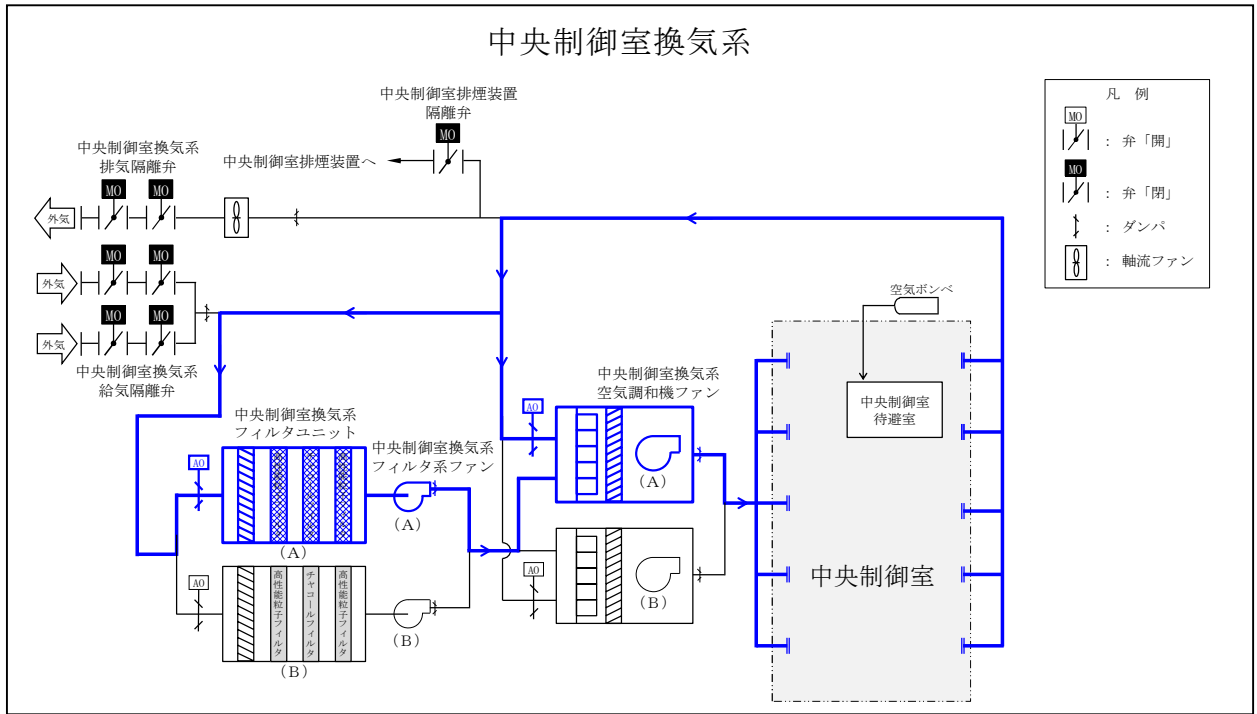 中央制御室換気系
中央制御室排煙装置
隔離弁
MO
中央制御室排煙装置へ
中央制御室換気系
排気隔離弁
MO
MO
外気
外気
MO
MO
外気
MO
MO
中央制御室換気系
給気隔離弁
凡 例
MO
: 弁「開」
MO
: 弁「閉」
: ダンパ
: 軸流ファン
空気ボンベ
中央制御室
待避室
中央制御室
中央制御室換気系
空気調和機ファン
AO
(A)
AO
(B)
中央制御室換気系
フィルタユニット
AO
(A)
中央制御室換気系
フィルタ系ファン
(A)
AO
高性能粒子フィルタ
チャコールフィルタ
高性能粒子フィルタ
(B)
(B)